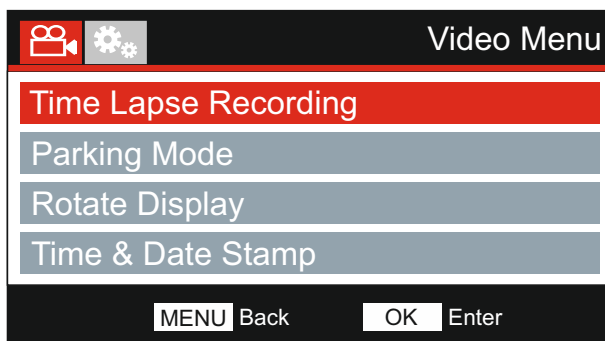 Video Menu
Time Lapse Recording
Parking Mode
Rotate Display
Time & Date Stamp
MENU Back OK Enter